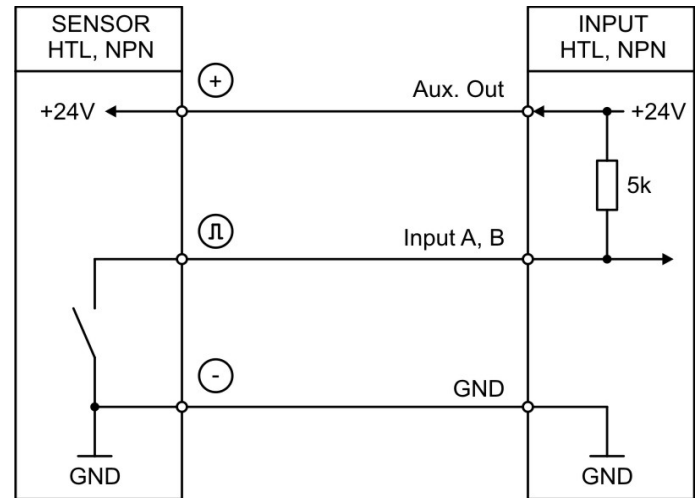 SENSOR
HTL, NPN
INPUT
HTL, NPN
+
Aux. Out
+24V
+24V
5k
Input A, B
-
GND
GND
GND